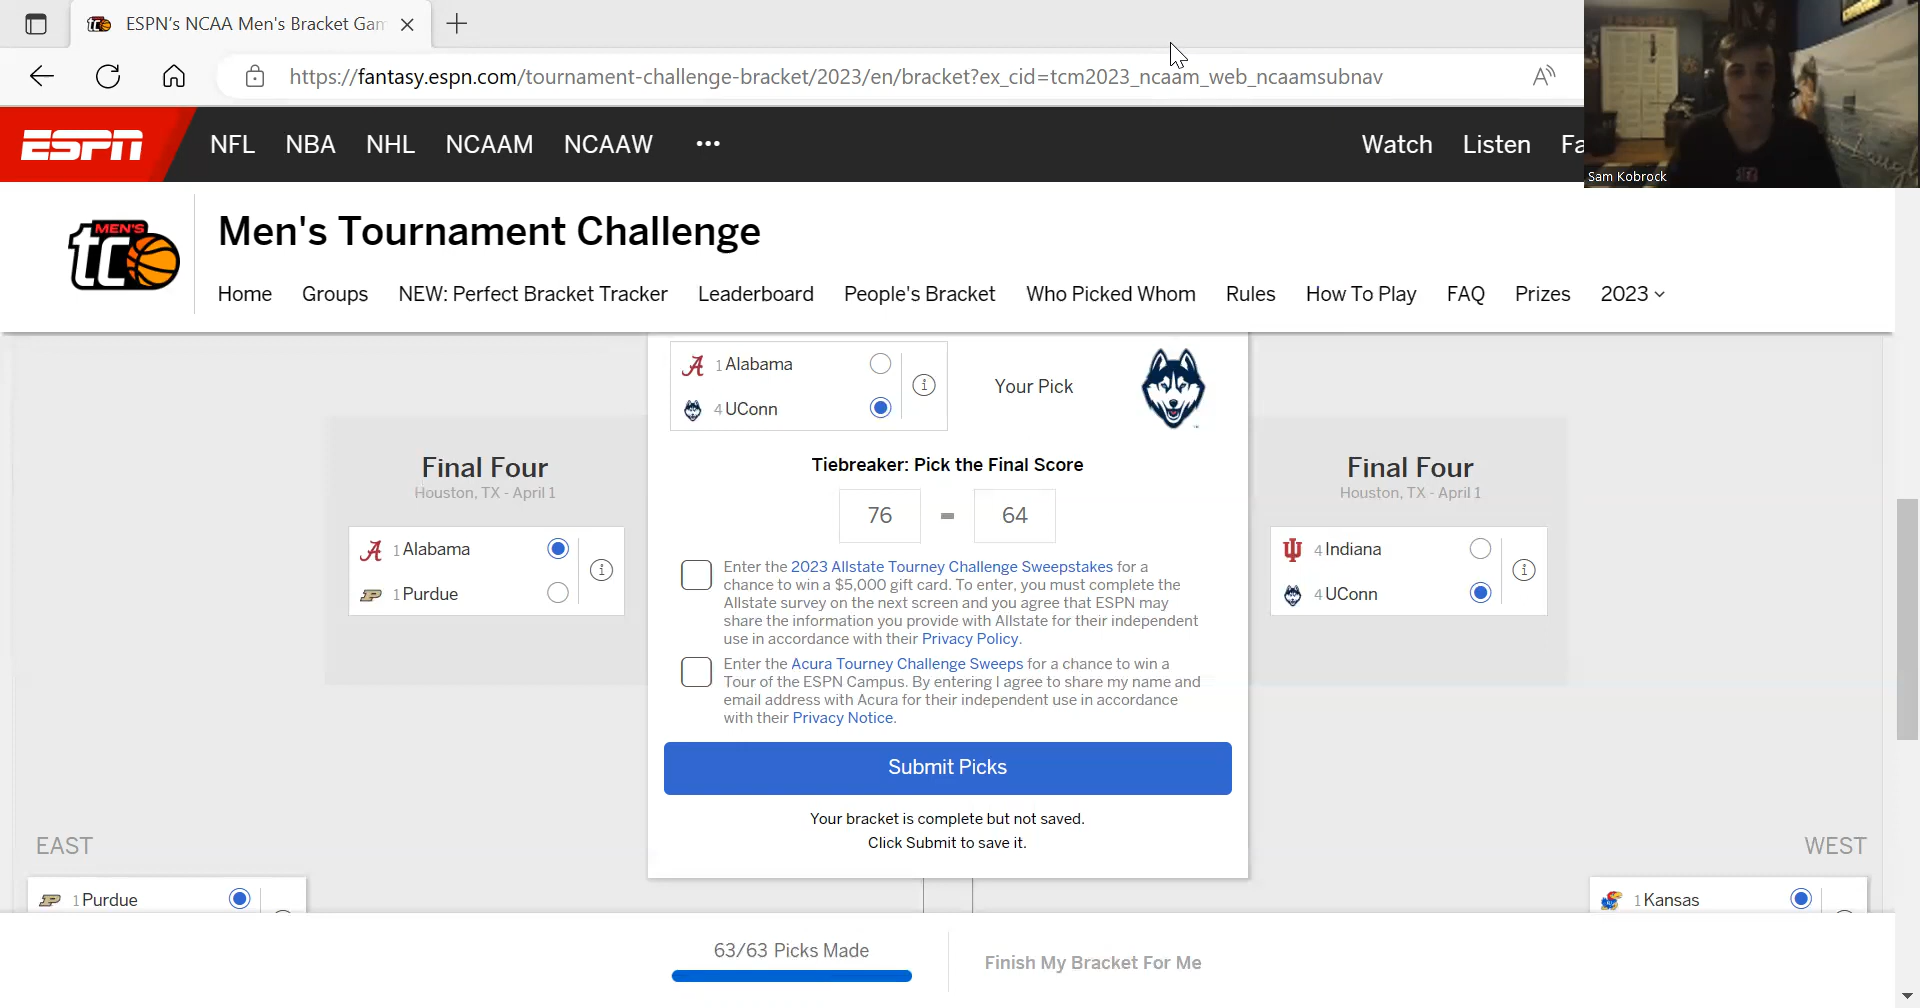 ESPN's NCAA Men's Bracket Gam
https://fantasy.espn.com/tournament-challenge-bracket/2023/en/bracket?ex_cid=tcm2023_ncaam_web_ncaamsubnav
ESPN NFL NBA NHL NCAAM NCAAW ... Watch Listen Fa
Sam Kobrock
MEN'S
tc
Men's Tournament Challenge
Home Groups NEW: Perfect Bracket Tracker Leaderboard People's Bracket Who Picked Whom Rules How To Play FAQ Prizes 2023
1 Alabama
4 UConn
Your Pick
Tiebreaker: Pick the Final Score
76 - 64
Final Four
Houston, TX - April 1
1 Alabama
1 Purdue
Final Four
Houston, TX - April 1
4 Indiana
4 UConn
Enter the 2023 Allstate Tourney Challenge Sweepstakes for a
chance to win a $5,000 gift card. To enter, you must complete the
Allstate survey on the next screen and you agree that ESPN may
share the information you provide with Allstate for their independent
use in accordance with their Privacy Policy.
Enter the Acura Tourney Challenge Sweeps for a chance to win a
Tour of the ESPN Campus. By entering I agree to share my name and
email address with Acura for their independent use in accordance
with their Privacy Notice.
Submit Picks
Your bracket is complete but not saved.
Click Submit to save it.
EAST
1 Purdue
WEST
1 Kansas
63/63 Picks Made
Finish My Bracket For Me